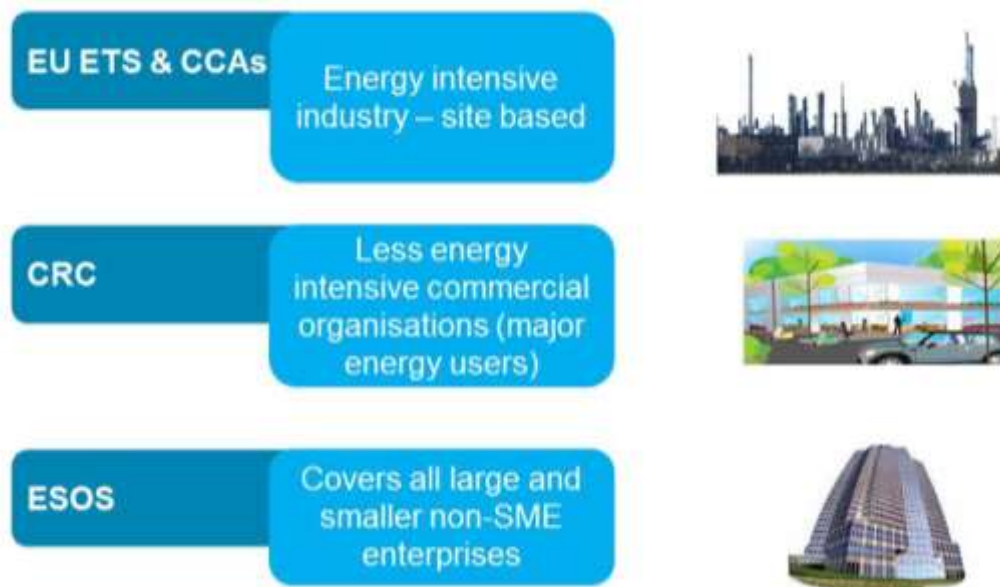 EU ETS & CCAs
Energy intensive
industry – site based
CRC
Less energy
intensive commercial
organisations (major
energy users)
ESOS
Covers all large and
smaller non-SME
enterprises